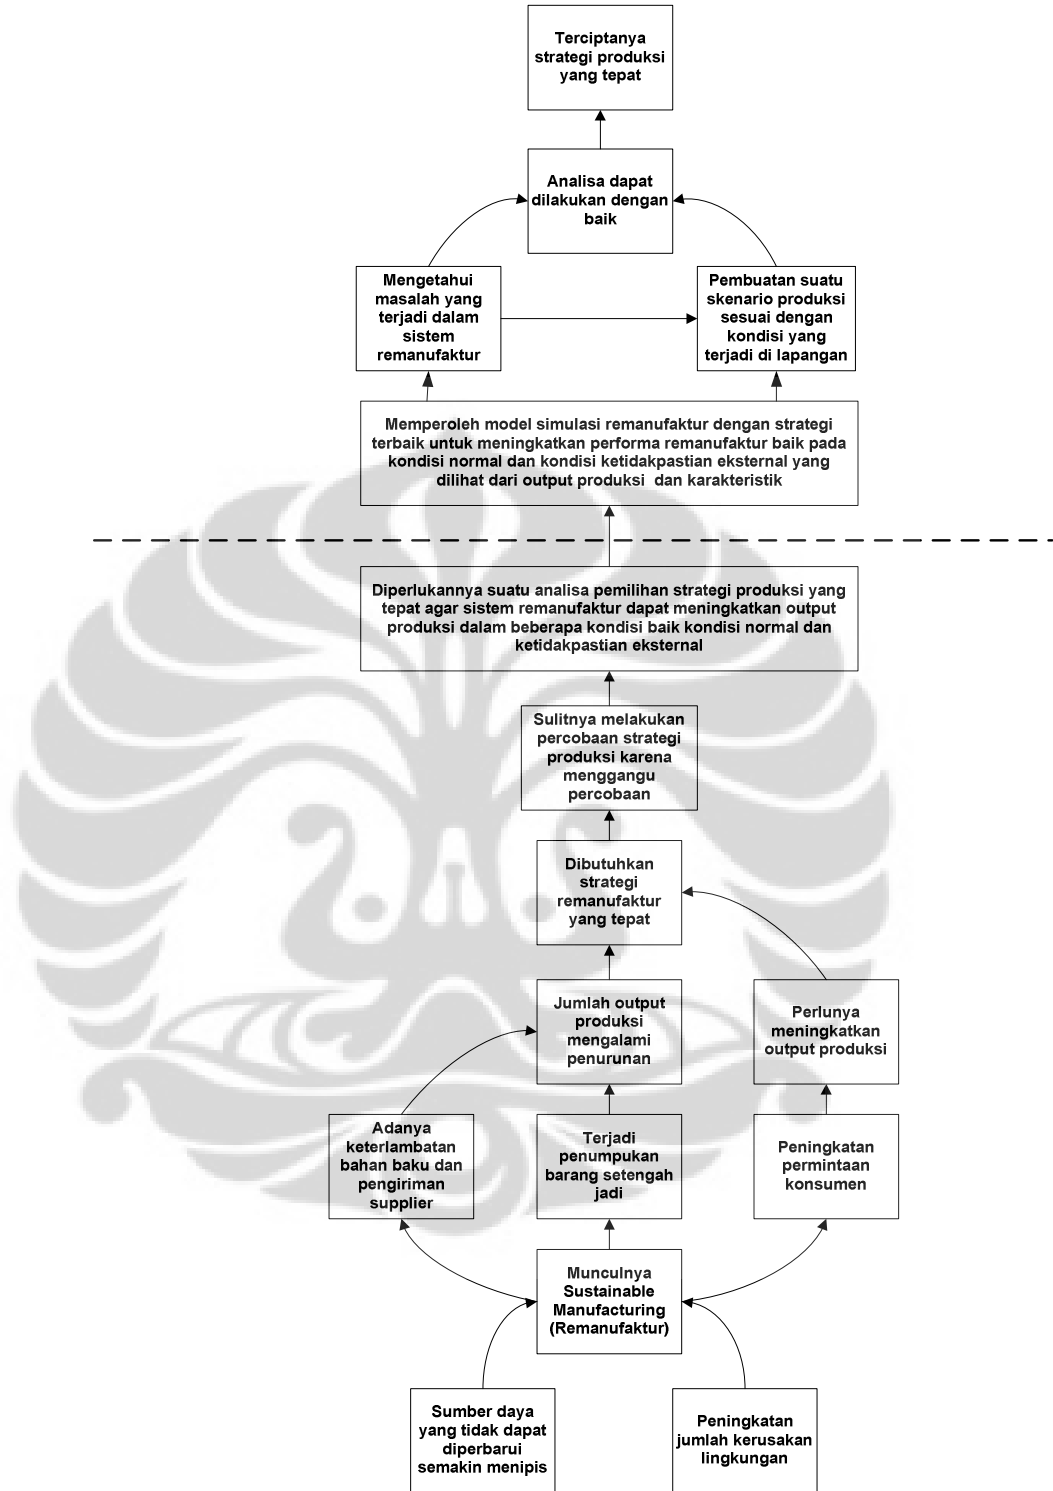 Terciptanya
strategi produksi
yang tepat
Analisa dapat
dilakukan dengan
baik
Mengetahui
masalah yang
terjadi dalam
sistem
remanufaktur
Pembuatan suatu
skenario produksi
sesuai dengan
kondisi yang
terjadi di lapangan
Memperoleh model simulasi remanufaktur dengan strategi
terbaik untuk meningkatkan performa remanufaktur baik pada
kondisi normal dan kondisi ketidakpastian eksternal yang
dilihat dari output produksi dan karakteristik
Diperlukannya suatu analisa pemilihan strategi produksi yang
tepat agar sistem remanufaktur dapat meningkatkan output
produksi dalam beberapa kondisi baik kondisi normal dan
ketidakpastian eksternal
Sulitnya melakukan
percobaan strategi
produksi karena
menggangu
percobaan
Dibutuhkan
strategi
remanufaktur
yang tepat
Jumlah output
produksi
mengalami
penurunan
Perlunya
meningkatkan
output produksi
Adanya
keterlambatan
bahan baku dan
pengiriman
supplier
Terjadi
penumpukan
barang setengah
jadi
Peningkatan
permintaan
konsumen
Munculnya
Sustainable
Manufacturing
(Remanufaktur)
Sumber daya
yang tidak dapat
diperbarui
semakin menipis
Peningkatan
jumlah kerusakan
lingkungan